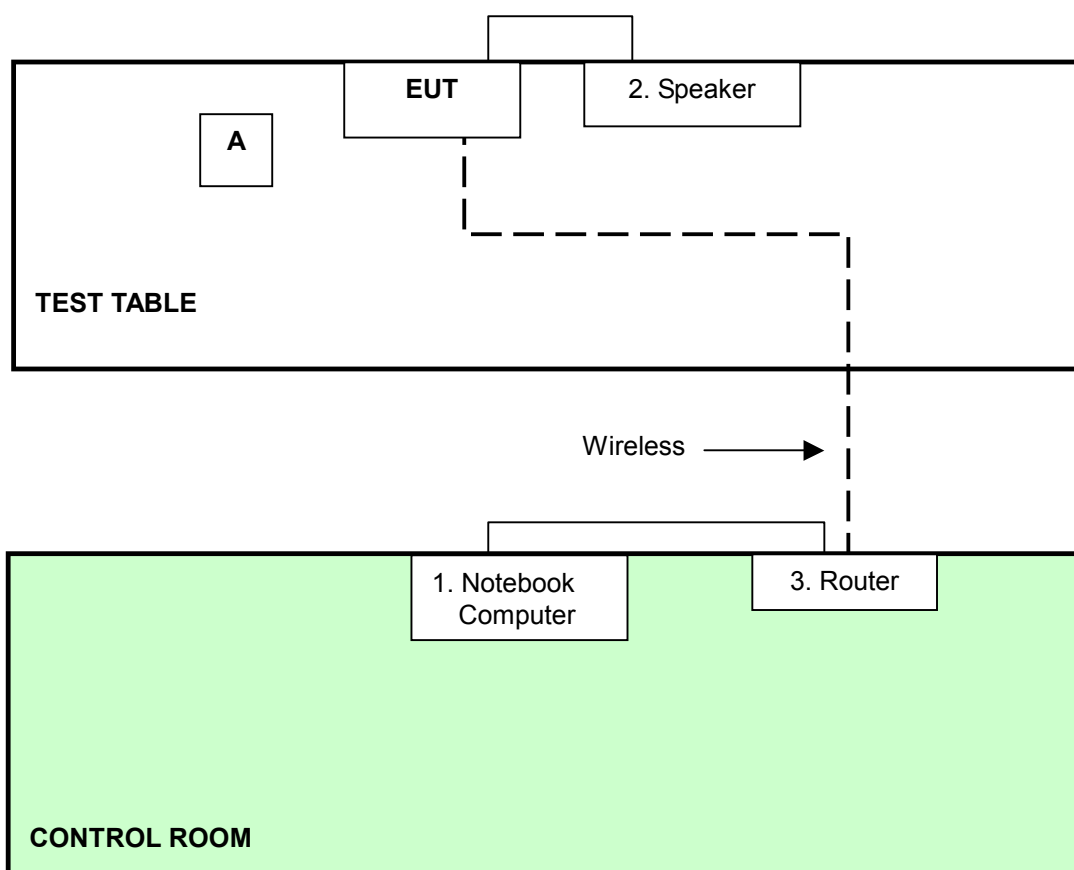 EUT
2. Speaker
A
TEST TABLE
Wireless
1. Notebook
Computer
3. Router
CONTROL ROOM